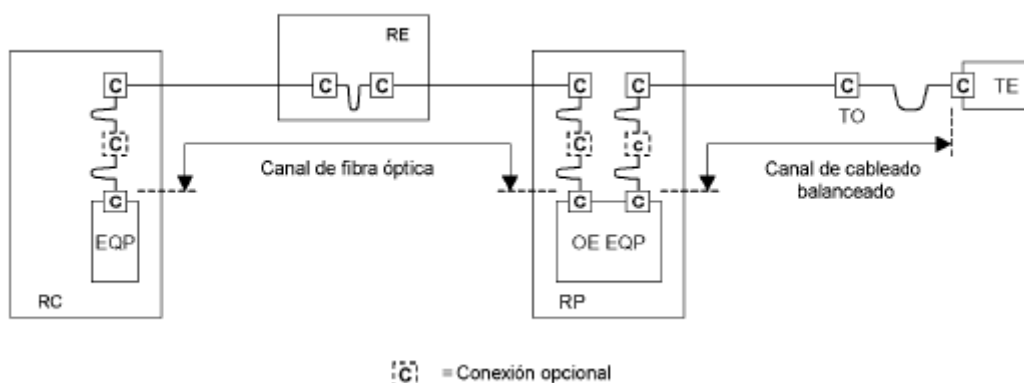 RE
C C C C C C C TE
TO
C C c
Canal de fibra óptica
Canal de cableado
balanceado
C C C
EQP
OE EQP
RC
RP
C = Conexión opcional